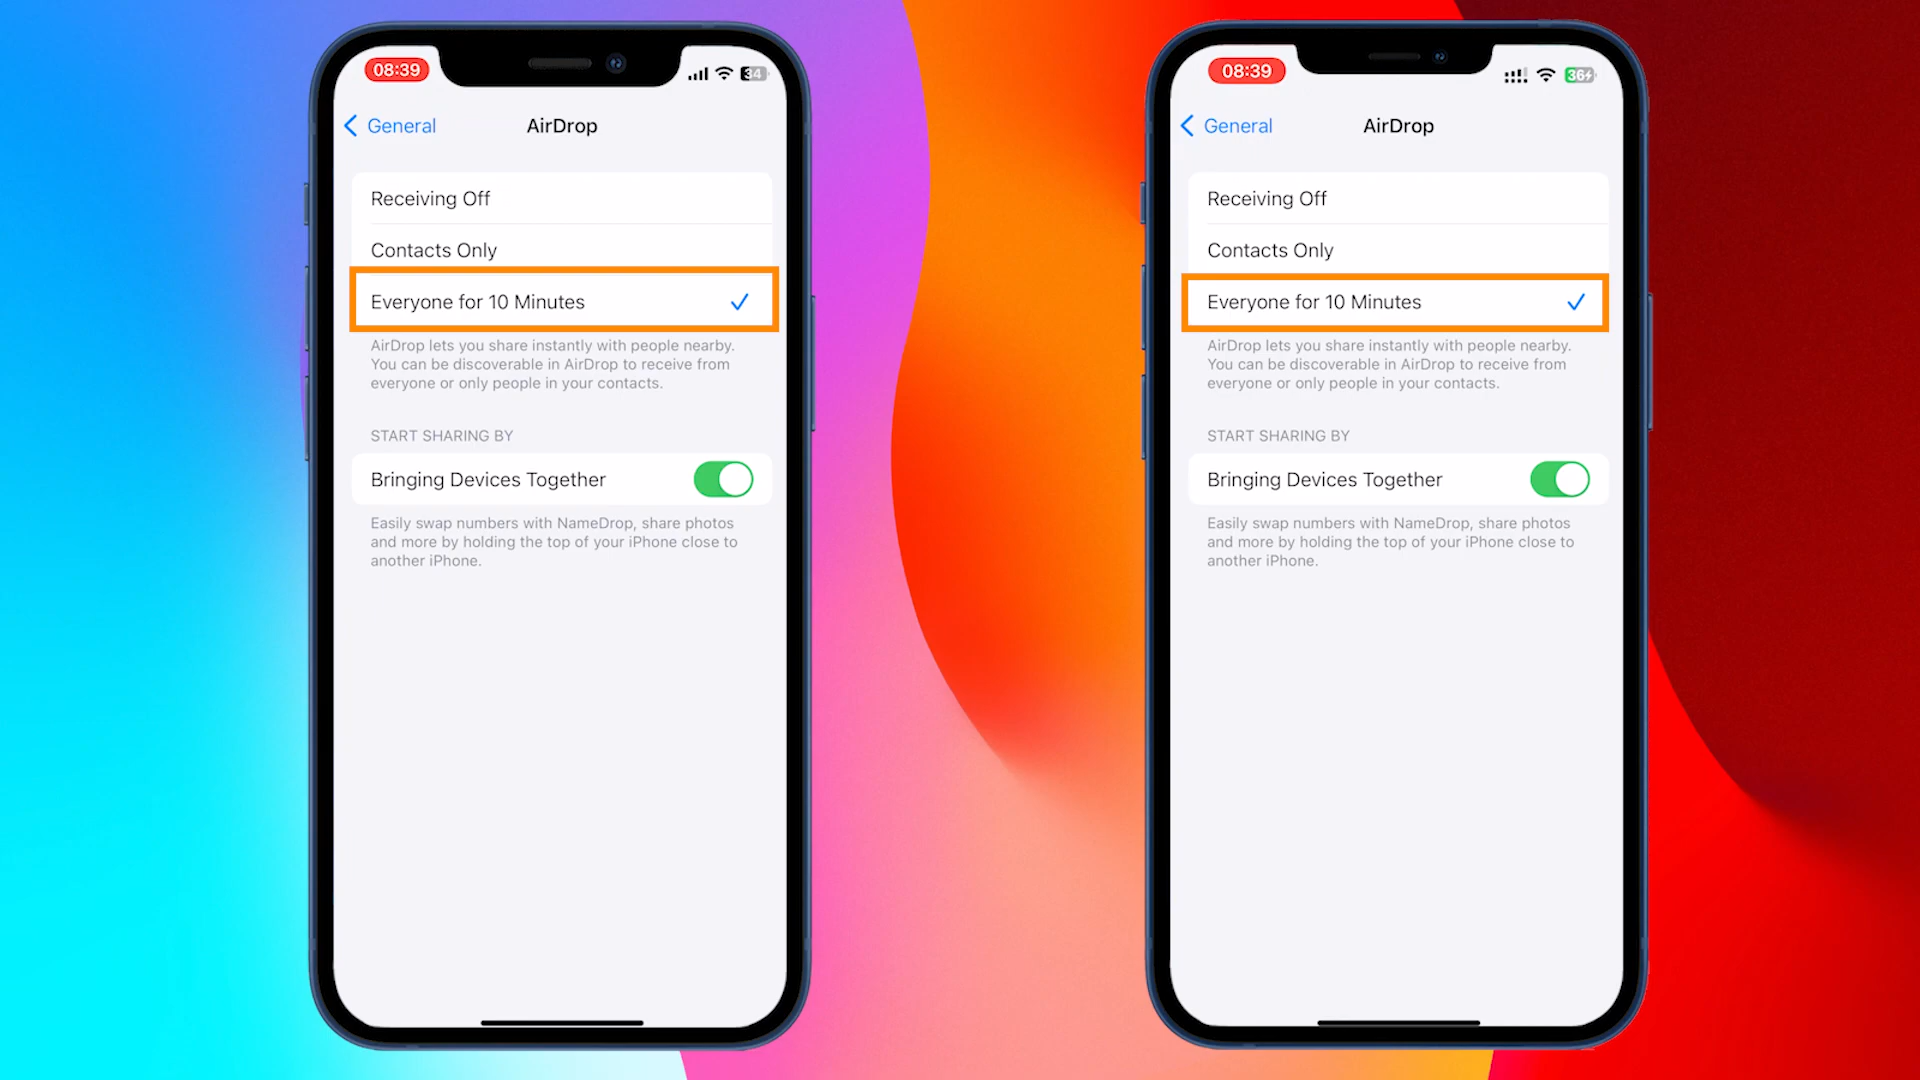 08:39
34
General
AirDrop
Receiving Off
Contacts Only
Everyone for 10 Minutes
AirDrop lets you share instantly with people nearby.
You can be discoverable in AirDrop to receive from
everyone or only people in your contacts.
START SHARING BY
Bringing Devices Together
Easily swap numbers with NameDrop, share photos
and more by holding the top of your iPhone close to
another iPhone.
08:39
36
General
AirDrop
Receiving Off
Contacts Only
Everyone for 10 Minutes
AirDrop lets you share instantly with people nearby.
You can be discoverable in AirDrop to receive from
everyone or only people in your contacts.
START SHARING BY
Bringing Devices Together
Easily swap numbers with NameDrop, share photos
and more by holding the top of your iPhone close to
another iPhone.